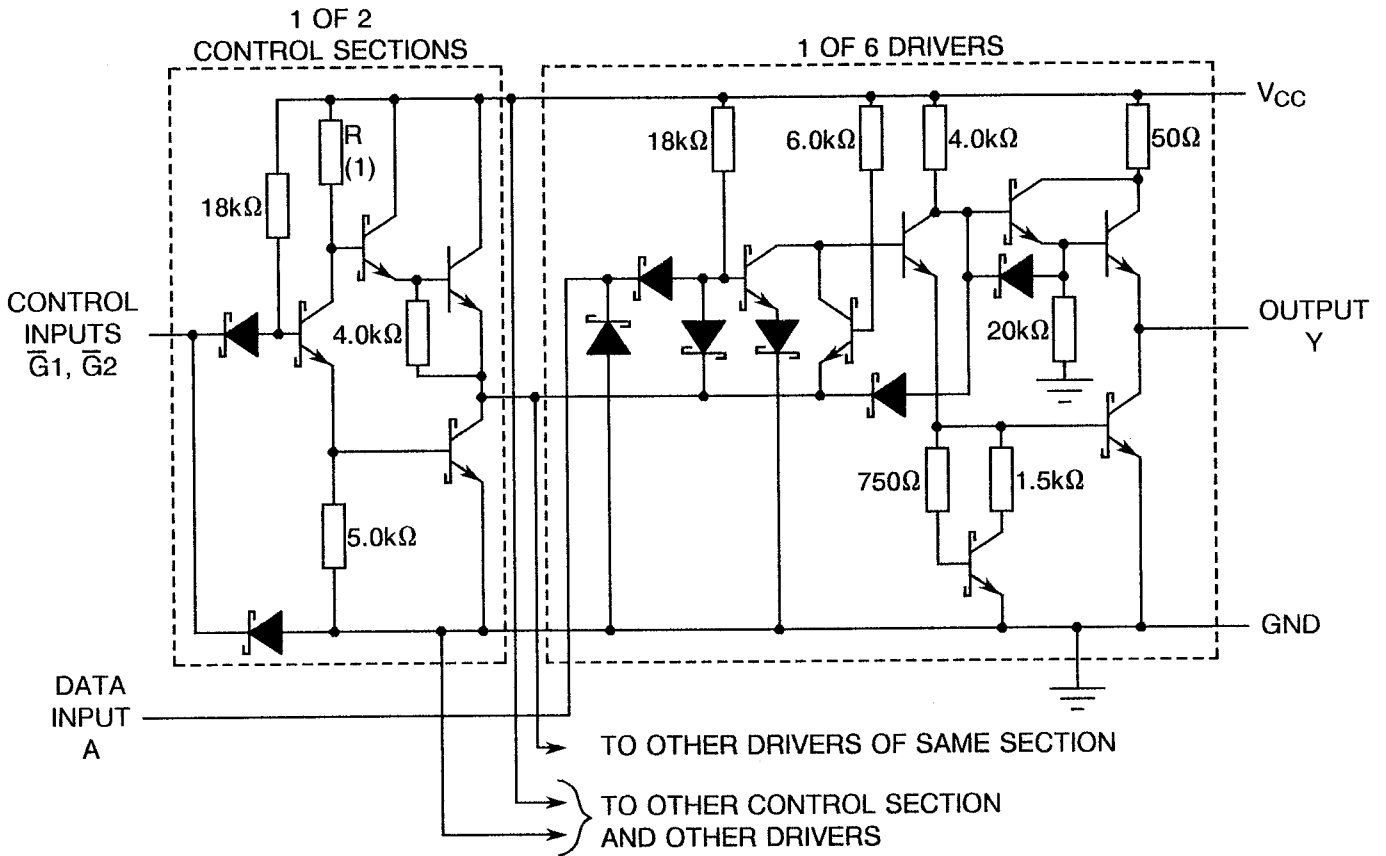 1 OF 2
CONTROL SECTIONS
1 OF 6 DRIVERS
VCC
R
(1)
18kΩ
18kΩ
6.0kΩ
4.0kΩ
50Ω
CONTROL
INPUTS
G̅1, G̅2
4.0kΩ
20kΩ
OUTPUT
Y
750Ω
1.5kΩ
5.0kΩ
GND
DATA
INPUT
A
TO OTHER DRIVERS OF SAME SECTION
TO OTHER CONTROL SECTION
AND OTHER DRIVERS